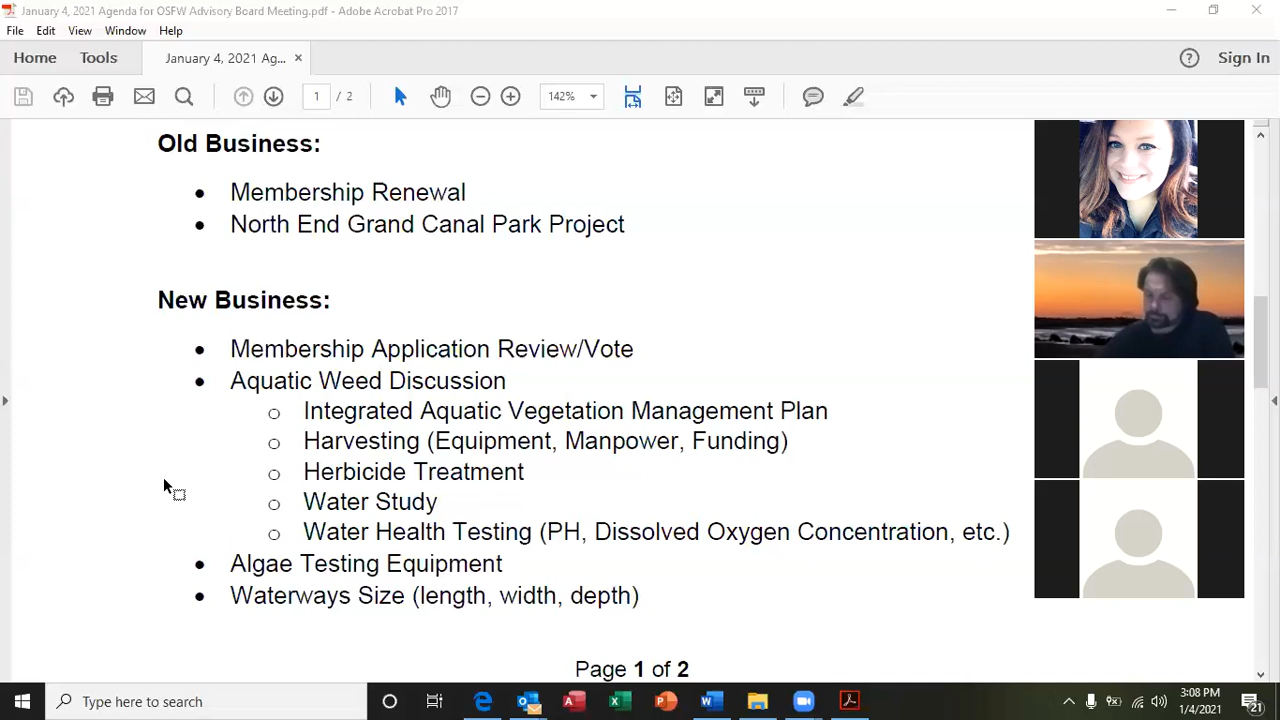 January 4, 2021 Agenda for OSFW Advisory Board Meeting.pdf - Adobe Acrobat Pro 2017
File Edit View Window Help
Home Tools January 4, 2021 Ag... × ? Sign In
1 / 2 142%
Old Business:
• Membership Renewal
• North End Grand Canal Park Project
New Business:
• Membership Application Review/Vote
• Aquatic Weed Discussion
o Integrated Aquatic Vegetation Management Plan
o Harvesting (Equipment, Manpower, Funding)
o Herbicide Treatment
o Water Study
o Water Health Testing (PH, Dissolved Oxygen Concentration, etc.)
• Algae Testing Equipment
• Waterways Size (length, width, depth)
Page 1 of 2
Type here to search
3:08 PM
1/4/2021
21